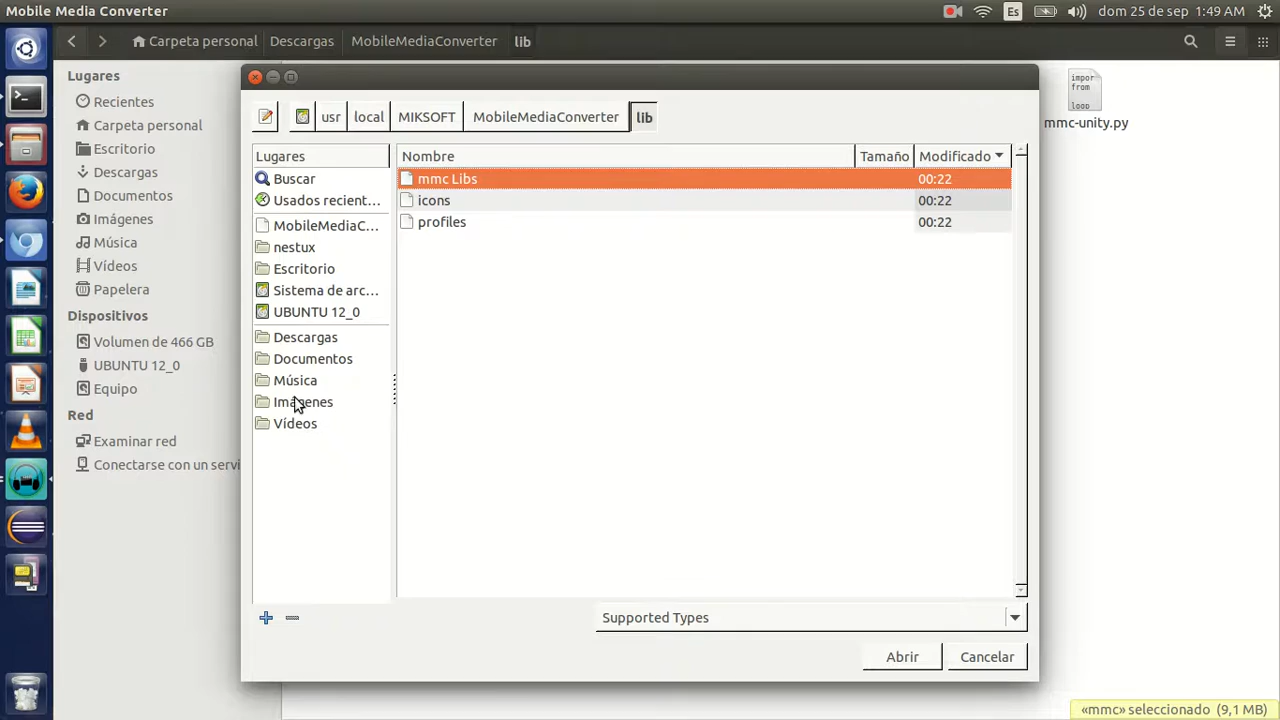 Mobile Media Converter
Es
dom 25 de sep 1:49 AM
Carpeta personal
Descargas
MobileMediaConverter
lib
Lugares
Recientes
Carpeta personal
Escritorio
Descargas
Documentos
Imágenes
Música
Vídeos
Papelera
Dispositivos
Volumen de 466 GB
UBUNTU 12_0
Equipo
Red
Examinar red
Conectarse con un servi
usr
local
MIKSOFT
MobileMediaConverter
lib
Lugares
Buscar
Usados recient...
MobileMediaC...
nestux
Escritorio
Sistema de arc...
UBUNTU 12_0
Descargas
Documentos
Música
Imágenes
Vídeos
Nombre
Tamaño
Modificado
mmc Libs
00:22
icons
00:22
profiles
00:22
Supported Types
Abrir
Cancelar
impor
from
loop
mmc-unity.py
«mmc» seleccionado (9,1 MB)